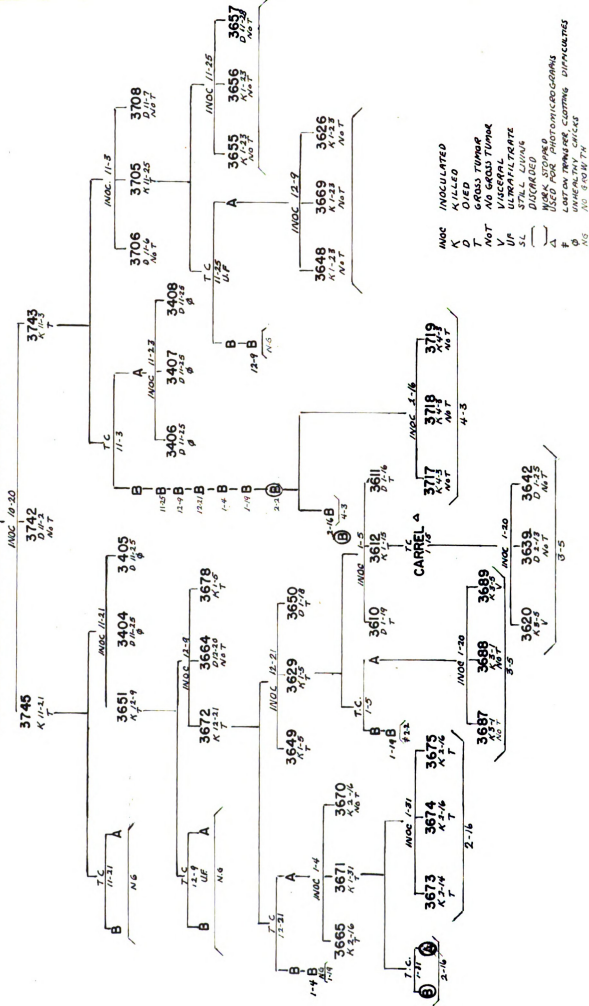 INOC 10-20
3745
K 11-21
T
3742
D 11-2
NoT
3743
K 11-3
T
T C
11-21
B
A
N G
INOC 11-21
3651
K 12-9
T
3404
D 11-25
φ
3405
D 11-25
φ
T C
12-9
U.F.
B
A
N.G
INOC 12-9
3672
K 12-21
T
3664
D 12-20
NoT
3678
K 1-5
T
T C
12-21
B
B
1-4
NG
1-19
A
INOC 1-4
3665
K 2-16
T
3671
K 1-31
T
3670
K 2-16
NoT
T.C.
1-31
B
A
2-16
INOC 1-31
3673
K 2-14
T
3674
K 2-16
T
3675
K 2-16
T
2-16
INOC 12-21
3649
K 1-5
T
3629
K 1-5
T
3650
D 1-18
T
T.C.
1-5
B
B
1-19
# 2-2
A
INOC 1-20
3687
K 3-1
NoT
3688
K 3-1
NoT
3689
K 3-5
V
3-5
INOC 1-5
3610
D 1-19
T
3612
K 1-15
T
3611
D 1-16
T
T C
1-15
CARREL Δ
INOC 1-20
3620
K 3-5
V
3639
D 2-13
NoT
3642
D 1-25
NoT
3-5
T C
11-3
A
INOC 11-23
3406
D 11-25
φ
3407
D 11-25
φ
3408
D 11-25
φ
B
11-25
B
12-9
B
12-21
B
1-4
B
1-19
B
2-2
B
B
4-3
B
INOC 2-16
3717
K 4-3
NoT
3718
K 4-3
NoT
3719
K 4-3
NoT
4-3
INOC. 11-3
3706
D 11-6
NoT
3705
K 11-25
T
3708
D 11-7
NoT
T C
11-25
U.F
B
B
12-9
N.G
A
INOC 12-9
3648
K 1-23
NoT
3669
K 1-23
NoT
3626
K 1-23
NoT
INOC 11-25
3655
K 1-23
NoT
3656
K 1-23
NoT
3657
D 11-28
NoT
INOC INOCULATED
K KILLED
D DIED
T GROSS TUMOR
NoT NO GROSS TUMOR
V VISCERAL
UF ULTRAFILTRATE
SL STILL LIVING
DISCARDED
WORK STOPPED
Δ USED FOR PHOTOMICROGRAPHS
# LOST ON TRANSFER, CLOTTING DIFFICULTIES
φ UNHEALTHY CHICKS
NG NO GROWTH